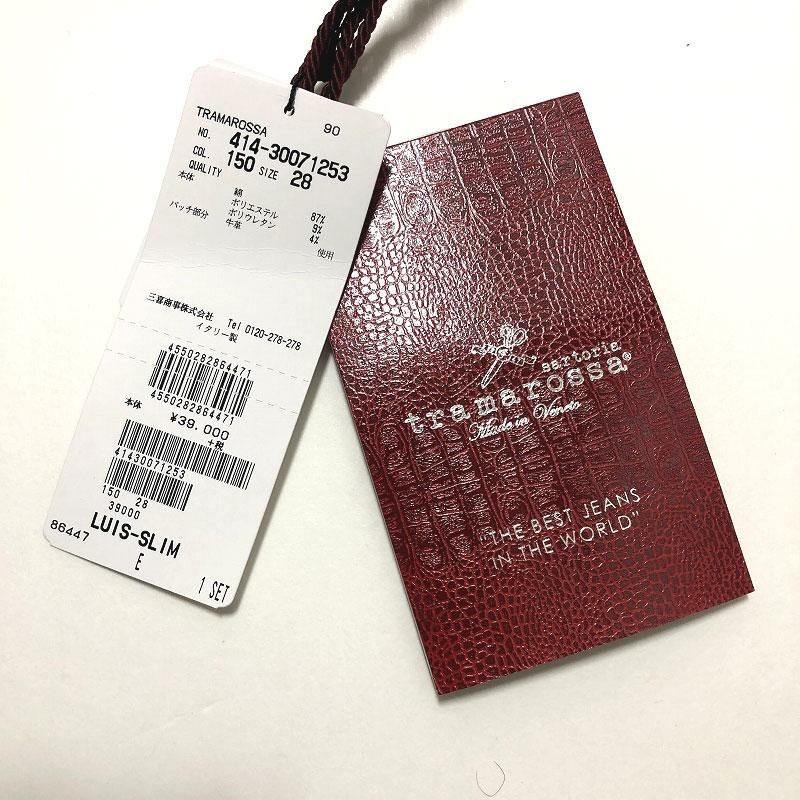 TRAMAROSSA 90
NO. 414-30071253
COL. 150 SIZE 28
QUALITY
本体 綿 87%
ポリエステル 9%
ポリウレタン 4%
パッチ部分 牛革 使用
三喜商事株式会社 Tel 0120-278-278
イタリー製
4550282864471
4550282864471
本体 ¥39.000
+税
41430071253
150 28
39000
86447 LUIS-SLIM
E
1 SET
sartoria
tramarossa®
Made in Veneto
"THE BEST JEANS
IN THE WORLD"